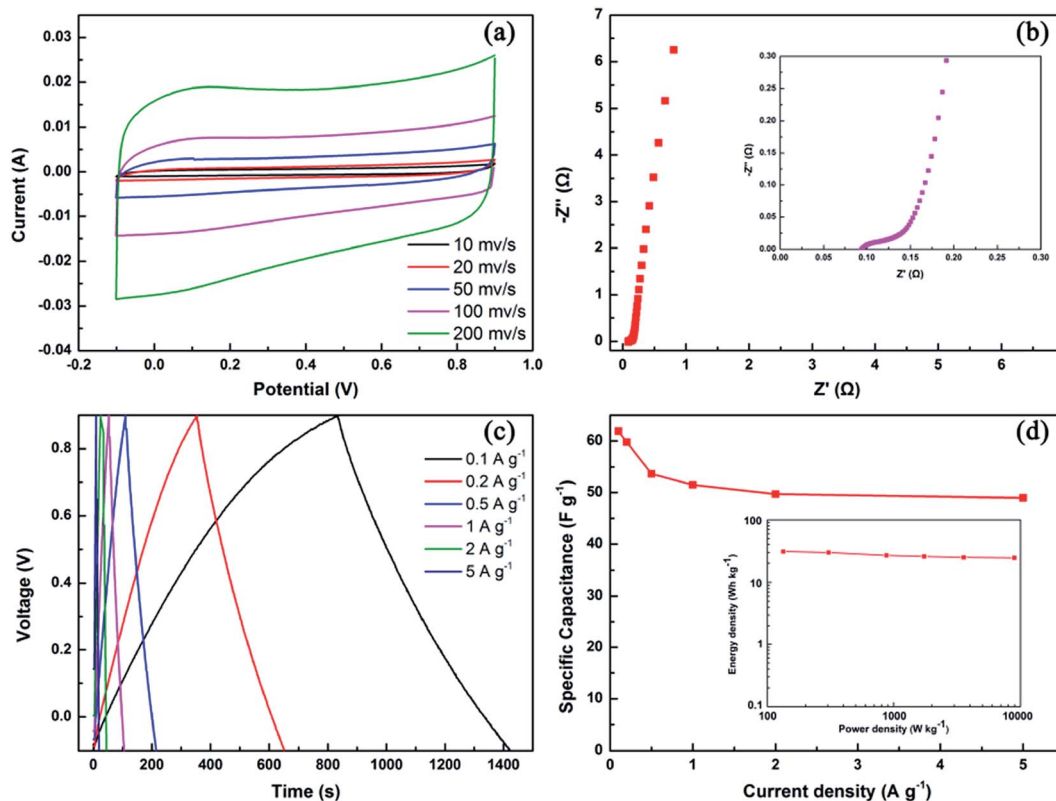 (a)
Current (A)
0.03
0.02
0.01
0.00
-0.01
-0.02
-0.03
-0.04
10 mv/s
20 mv/s
50 mv/s
100 mv/s
200 mv/s
0.0 0.2 0.4 0.6 0.8 1.0
Potential (V)
(b)
-Z'' (Ω)
7
6
5
4
3
2
1
0
0 1 2 3 4 5 6
Z' (Ω)
-Z'' (Ω)
0.30
0.25
0.20
0.15
0.10
0.05
0.00
0.00 0.05 0.10 0.15 0.20 0.25 0.30
Z' (Ω)
(c)
Voltage (V)
0.8
0.4
0.0
0.1 A g-1
0.2 A g-1
0.5 A g-1
1 A g-1
2 A g-1
5 A g-1
0 200 400 600 800 1000 1200 1400
Time (s)
(d)
Specific Capacitance (F g-1)
60
50
40
30
20
10
0
0 1 2 3 4 5
Current density (A g-1)
Energy density (Wh kg-1)
100
10
1
0.1
100 1000 10000
Power density (W kg-1)